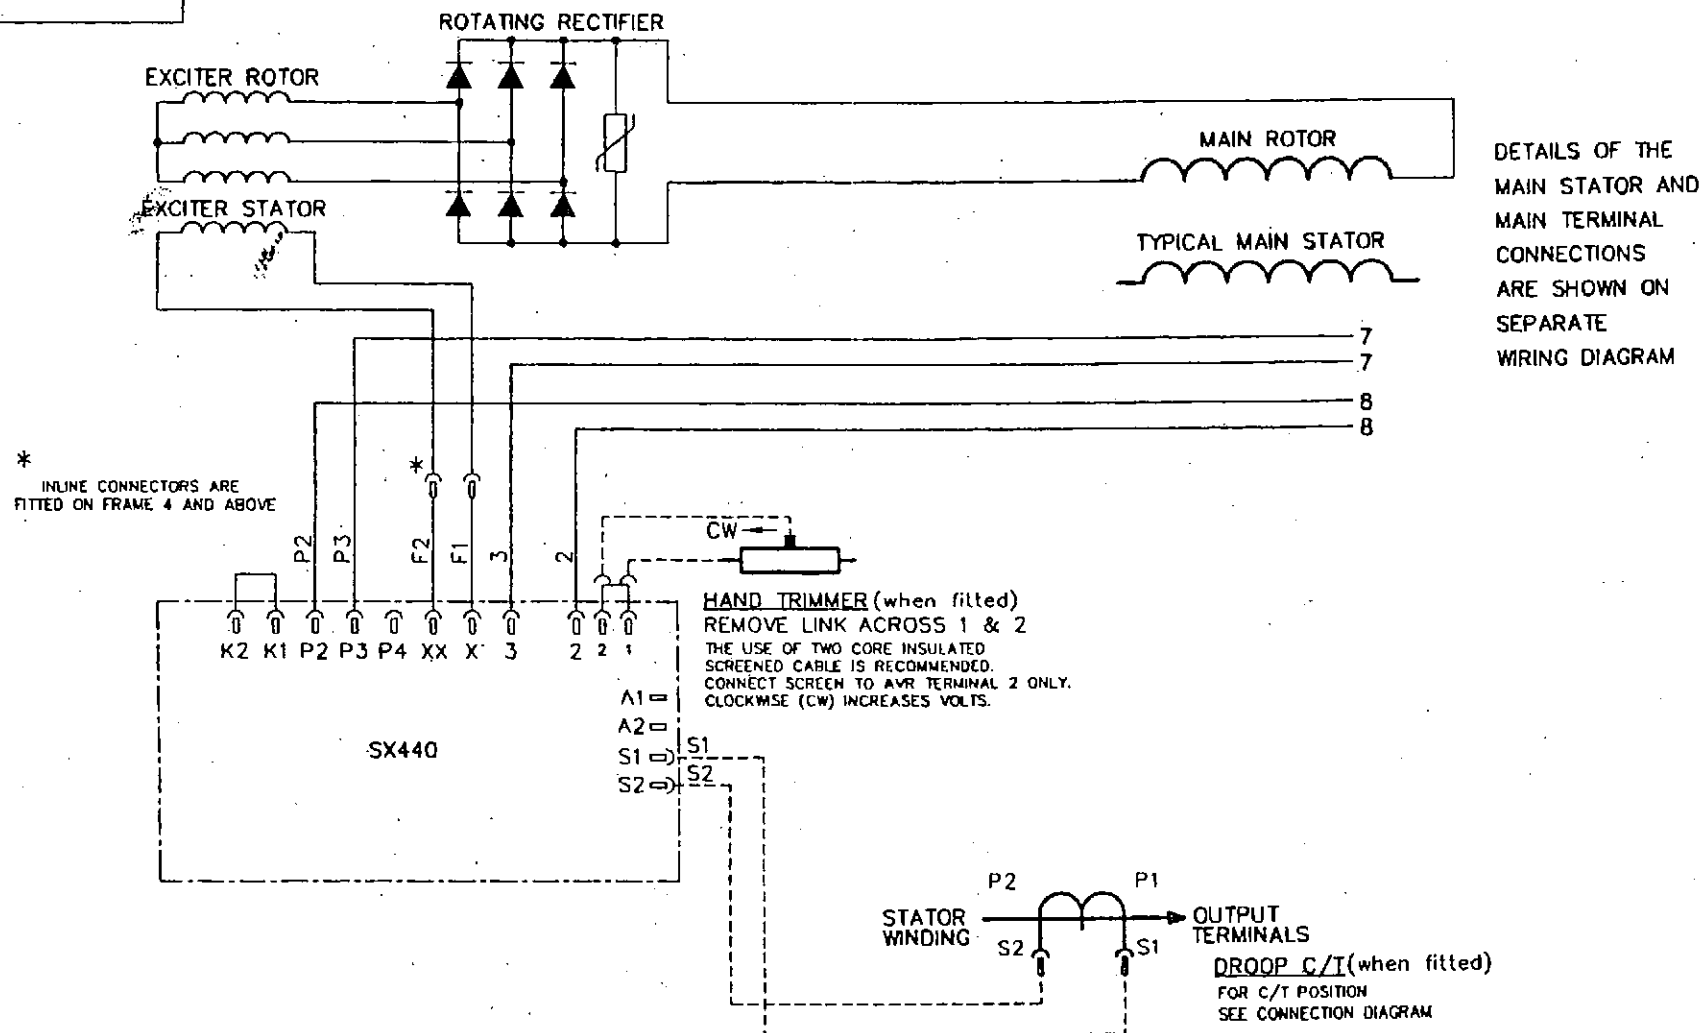 ROTATING RECTIFIER
EXCITER ROTOR
MAIN ROTOR
DETAILS OF THE
MAIN STATOR AND
MAIN TERMINAL
CONNECTIONS
ARE SHOWN ON
SEPARATE
WIRING DIAGRAM
EXCITER STATOR
TYPICAL MAIN STATOR
7
7
8
8
*
INLINE CONNECTORS ARE
FITTED ON FRAME 4 AND ABOVE
*
P2 P3 F2 F1 3 2
CW
HAND TRIMMER (when fitted)
REMOVE LINK ACROSS 1 & 2
THE USE OF TWO CORE INSULATED
SCREENED CABLE IS RECOMMENDED.
CONNECT SCREEN TO AVR TERMINAL 2 ONLY.
CLOCKWISE (CW) INCREASES VOLTS.
K2 K1 P2 P3 P4 XX X 3 2 2 1
A1
A2
S1 S1
S2 S2
SX440
P2 P1
STATOR
WINDING
OUTPUT
TERMINALS
S2 S1
DROOP C/T (when fitted)
FOR C/T POSITION
SEE CONNECTION DIAGRAM